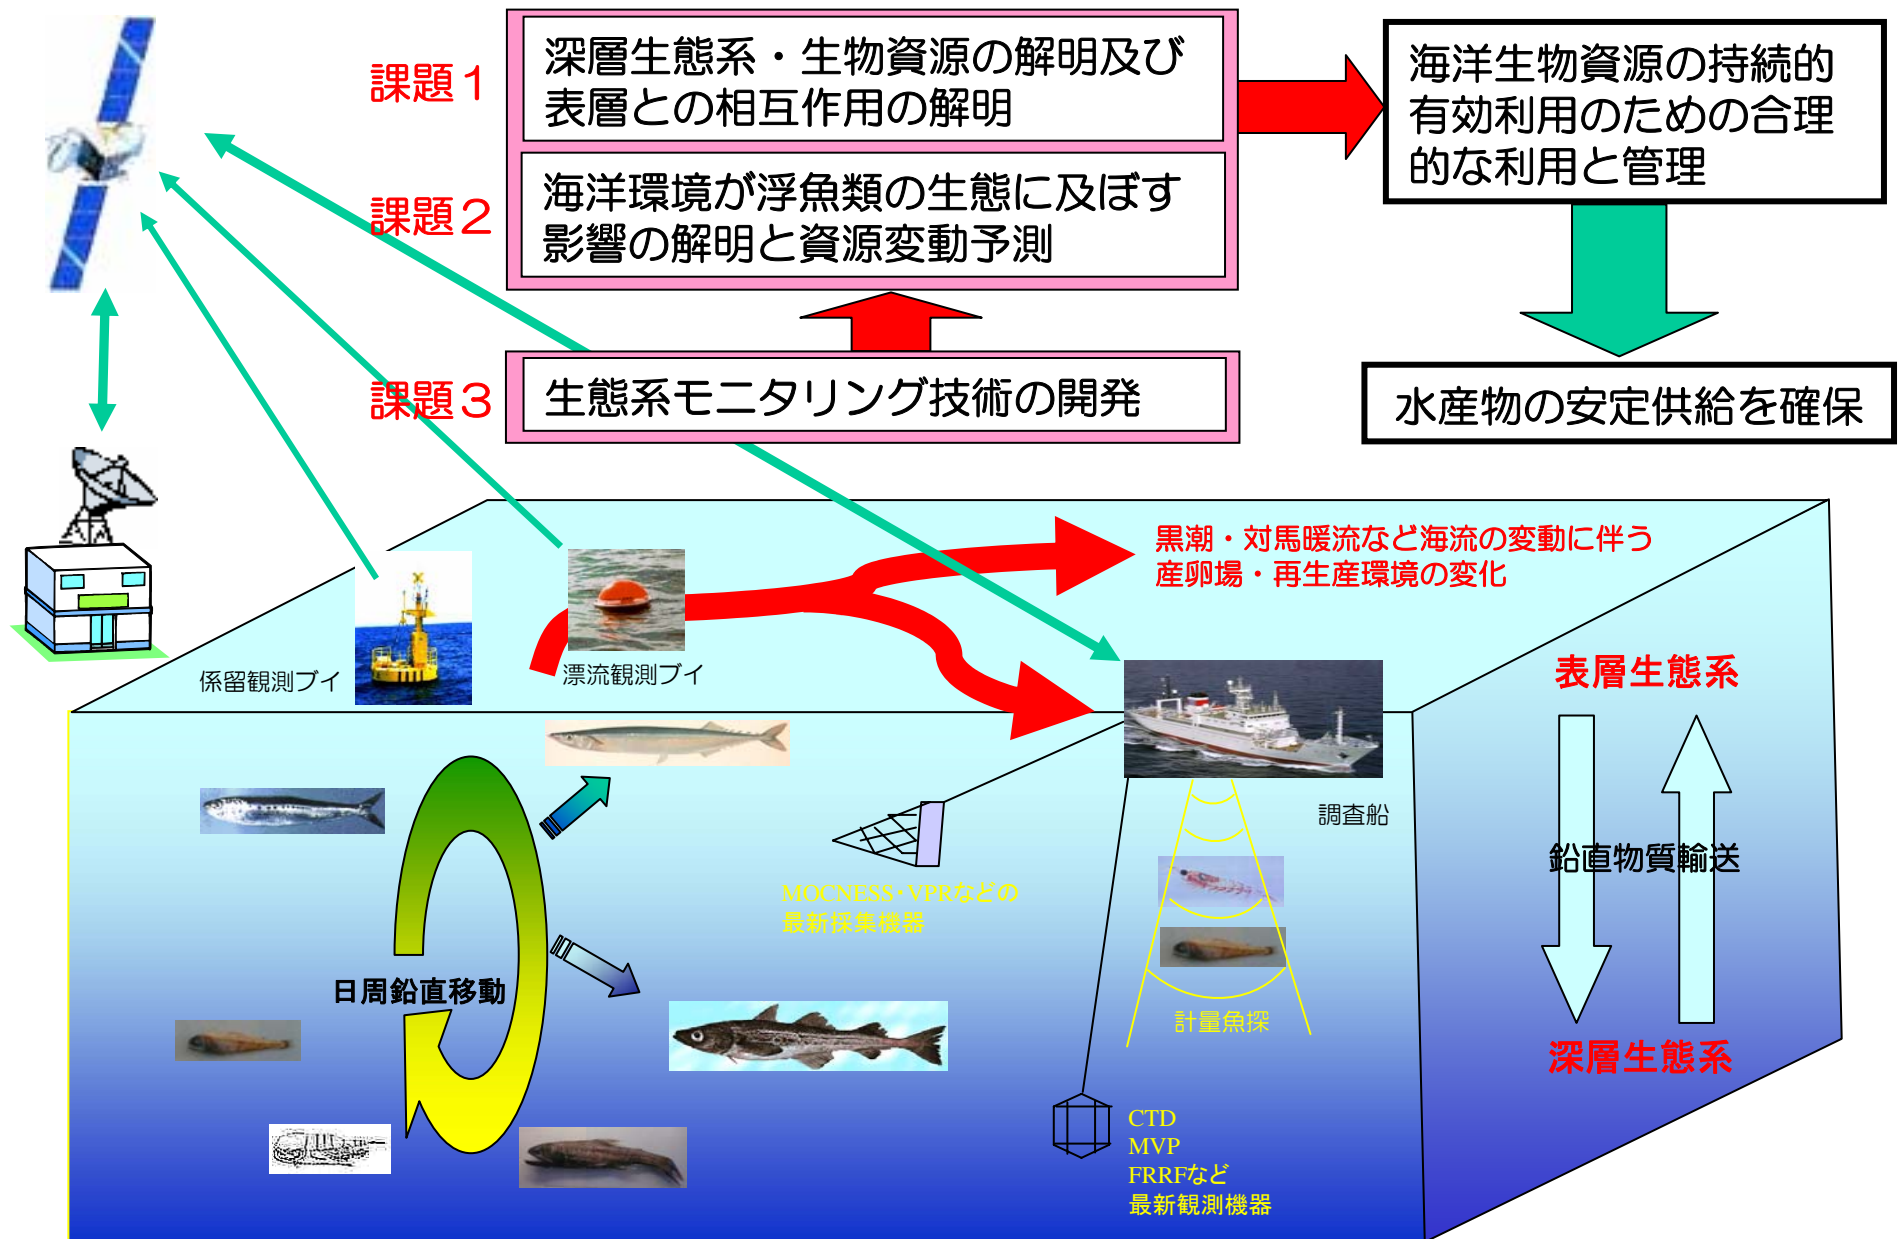 課題１
深層生態系・生物資源の解明及び
表層との相互作用の解明
課題２
海洋環境が浮魚類の生態に及ぼす
影響の解明と資源変動予測
課題３
生態系モニタリング技術の開発
海洋生物資源の持続的
有効利用のための合理
的な利用と管理
水産物の安定供給を確保
黒潮・対馬暖流など海流の変動に伴う
産卵場・再生産環境の変化
係留観測ブイ
漂流観測ブイ
調査船
表層生態系
鉛直物質輸送
深層生態系
MOCNESS・VPRなどの
最新採集機器
日周鉛直移動
計量魚探
CTD
MVP
FRRFなど
最新観測機器